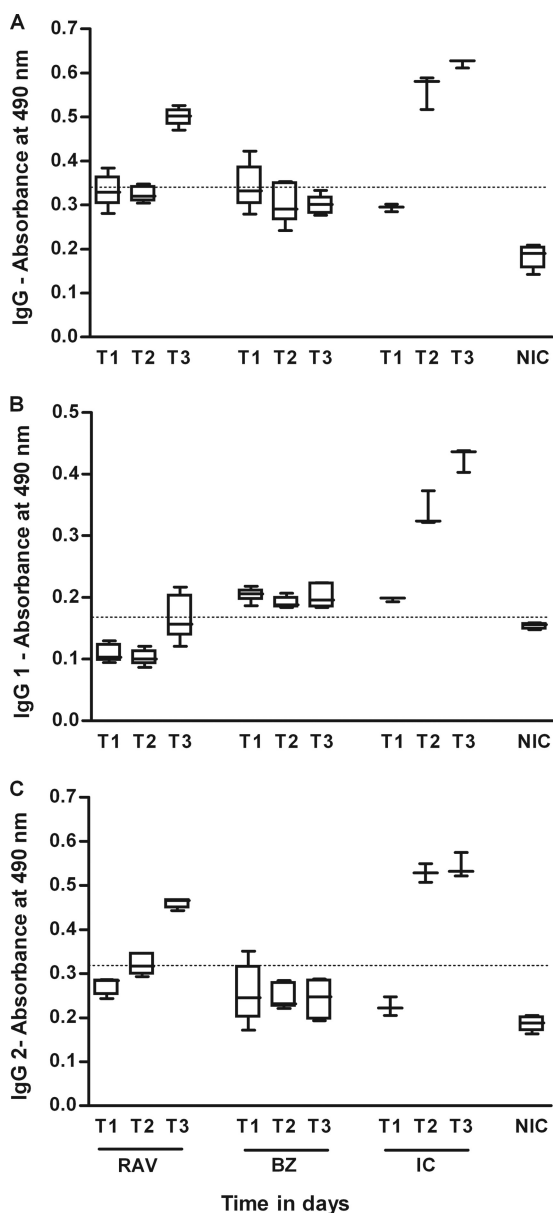 A
IgG - Absorbance at 490 nm
0.7
0.6
0.5
0.4
0.3
0.2
0.1
0.0
T1 T2 T3 T1 T2 T3 T1 T2 T3 NIC
B
IgG 1 - Absorbance at 490 nm
0.5
0.4
0.3
0.2
0.1
0.0
T1 T2 T3 T1 T2 T3 T1 T2 T3 NIC
C
IgG 2- Absorbance at 490 nm
0.7
0.6
0.5
0.4
0.3
0.2
0.1
0.0
T1 T2 T3 T1 T2 T3 T1 T2 T3 NIC
RAV BZ IC
Time in days